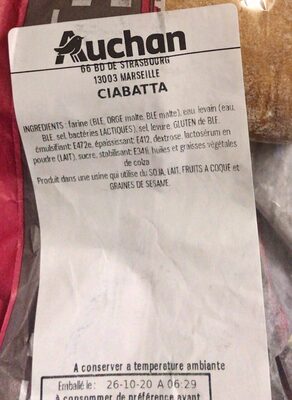 Auchan
66 BD DE STRASBOURG
13003 MARSEILLE
CIABATTA
INGREDIENTS : farine (BLE, ORGE malte, BLE malte), eau, levain (eau,
BLE, sel, bactéries LACTIQUES), sel, levure, GLUTEN de BLE,
émulsifiant: E472e, épaississant: E412, dextrose, lactosérum en
poudre (LAIT), sucre, stabilisant: E341i, huiles et graisses végétales
de colza
Produit dans une usine qui utilise du SOJA, LAIT, FRUITS A COQUE et
GRAINES DE SESAME.
A conserver a temperature ambiante
Emballé le: 26-10-20 A 06:29
à consommer de préférence avant